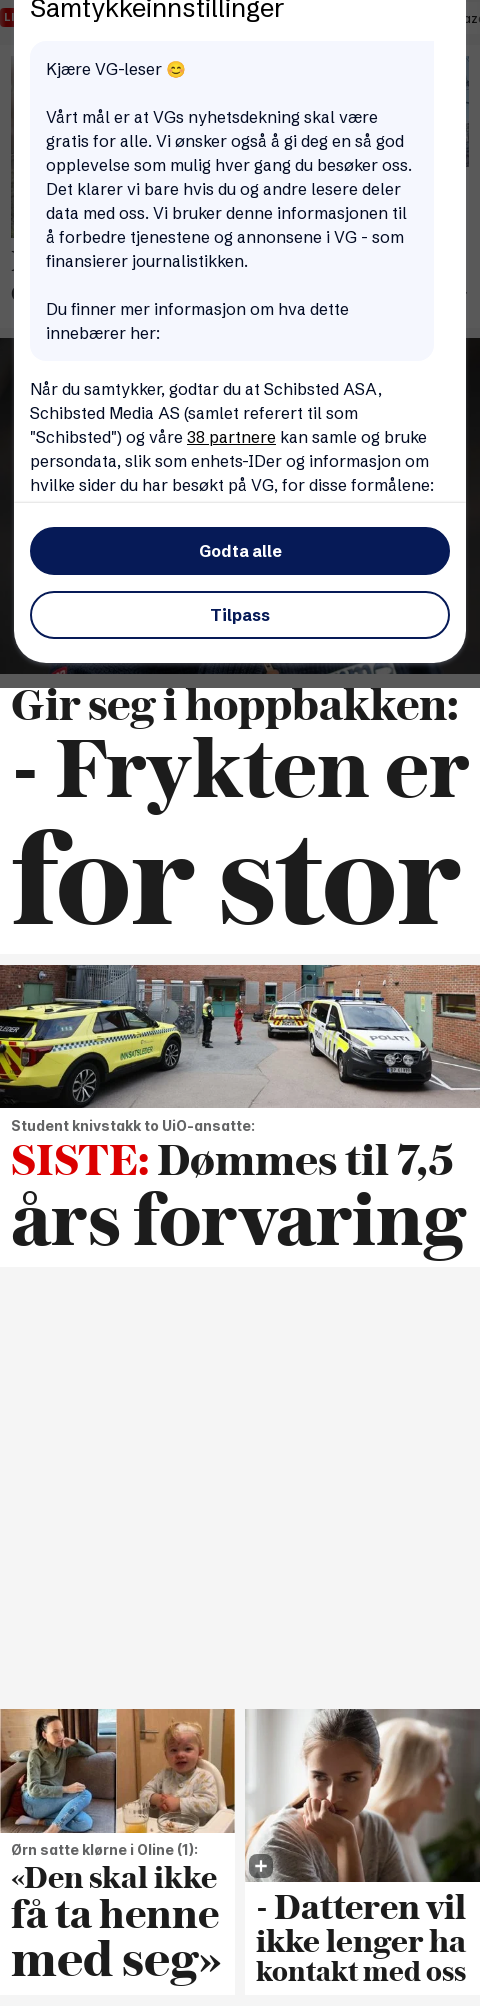 Samtykkeinnstillinger
Kjære VG-leser 😊
Vårt mål er at VGs nyhetsdekning skal være
gratis for alle. Vi ønsker også å gi deg en så god
opplevelse som mulig hver gang du besøker oss.
Det klarer vi bare hvis du og andre lesere deler
data med oss. Vi bruker denne informasjonen til
å forbedre tjenestene og annonsene i VG - som
finansierer journalistikken.
Du finner mer informasjon om hva dette
innebærer her:
Når du samtykker, godtar du at Schibsted ASA,
Schibsted Media AS (samlet referert til som
"Schibsted") og våre 38 partnere kan samle og bruke
persondata, slik som enhets-IDer og informasjon om
hvilke sider du har besøkt på VG, for disse formålene:
Godta alle
Tilpass
Gir seg i hoppbakken:
- Frykten er
for stor
INNSATSLEDER
POLITI
Student knivstakk to UiO-ansatte:
SISTE: Dømmes til 7,5
års forvaring
Ørn satte klørne i Oline (1):
«Den skal ikke
få ta henne
med seg»
- Datteren vil
ikke lenger ha
kontakt med oss